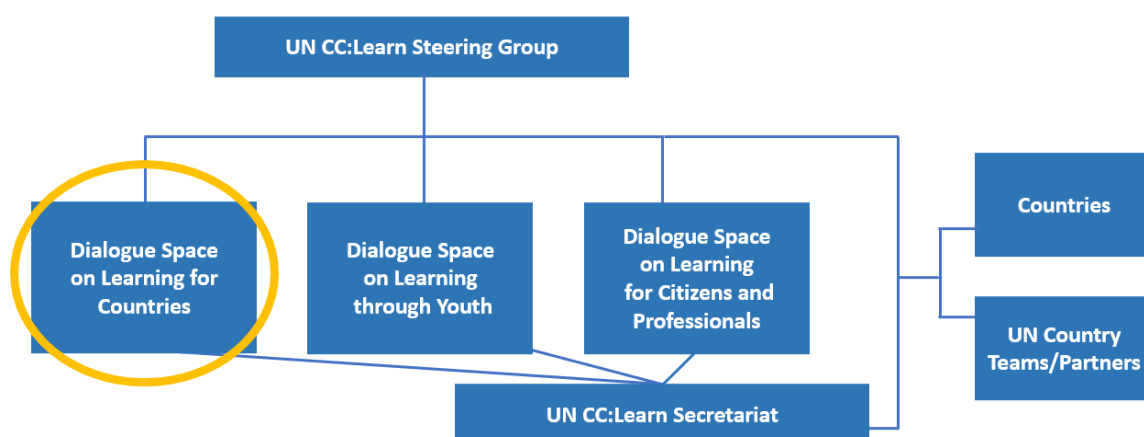 UN CC:Learn Steering Group
Dialogue Space
on Learning for
Countries
Dialogue Space
on Learning
through Youth
Dialogue Space
on Learning
for Citizens and
Professionals
Countries
UN Country
Teams/Partners
UN CC:Learn Secretariat